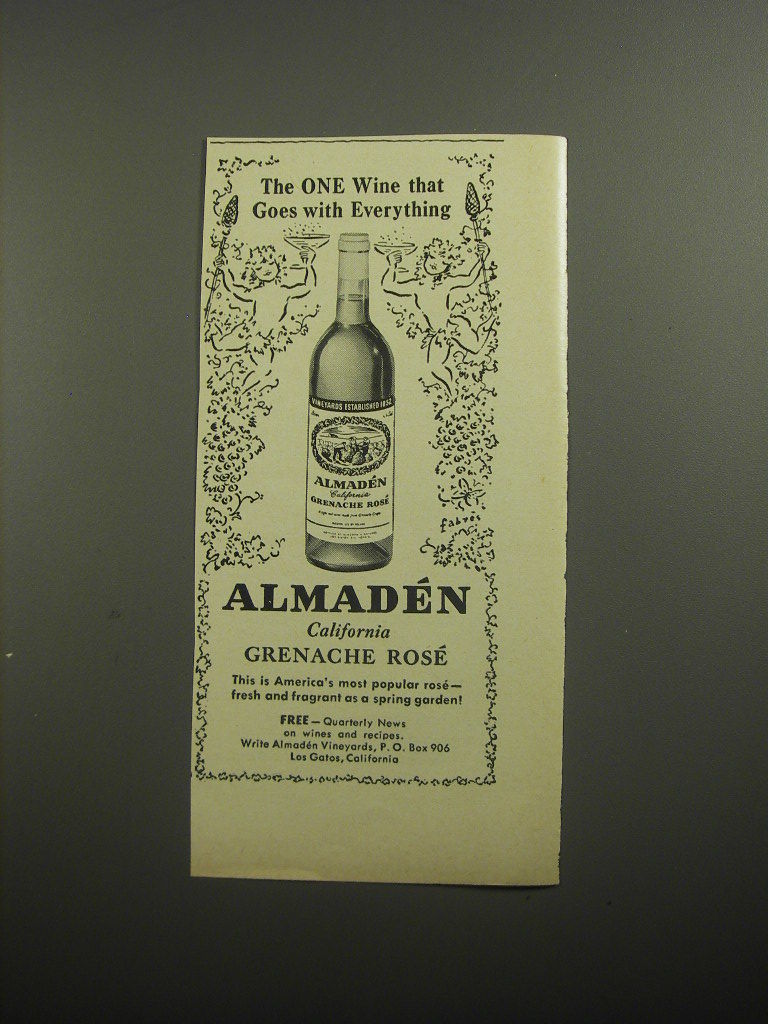 The ONE Wine that
Goes with Everything
VINEYARDS ESTABLISHED 1852
ALMADÉN
California
GRENACHE ROSÉ
fabrés
ALMADÉN
California
GRENACHE ROSÉ
This is America's most popular rosé—
fresh and fragrant as a spring garden!
FREE — Quarterly News
on wines and recipes.
Write Almadén Vineyards, P. O. Box 906
Los Gatos, California